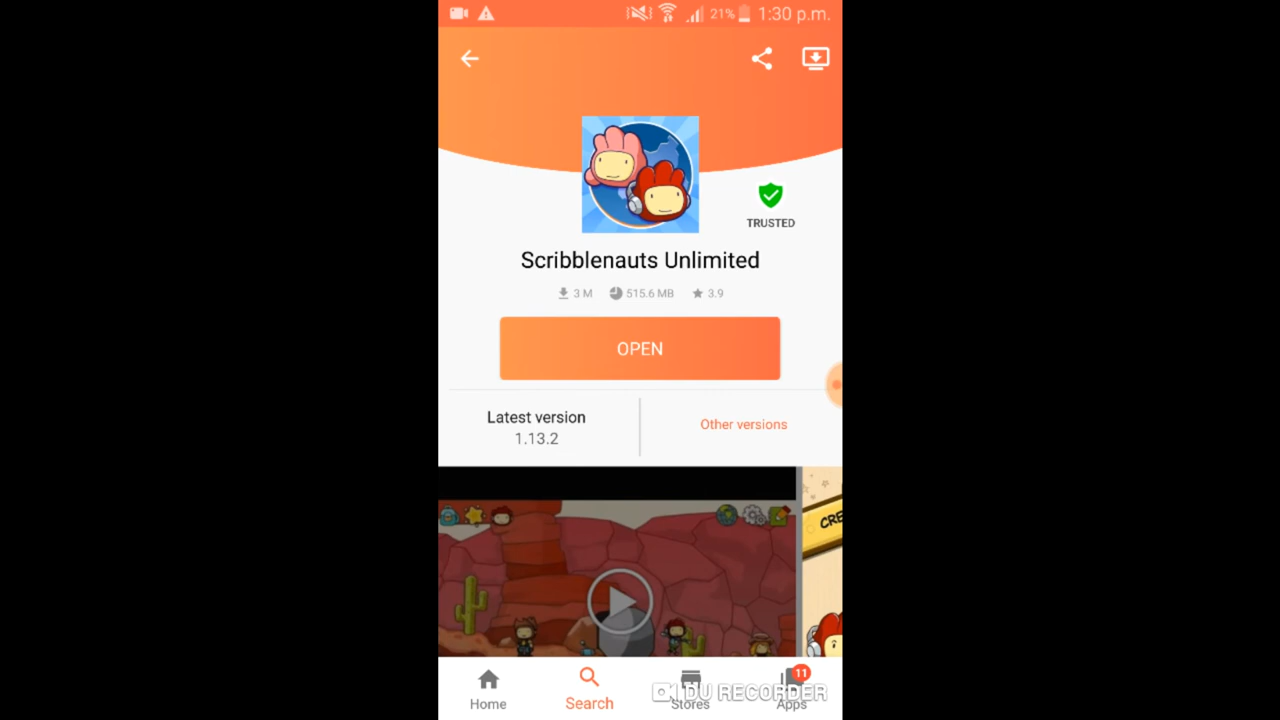 21% 1:30 p.m.
TRUSTED
Scribblenauts Unlimited
3 M 515.6 MB 3.9
OPEN
Latest version
1.13.2
Other versions
CRE
11
DU RECORDER
Home Search Stores Apps